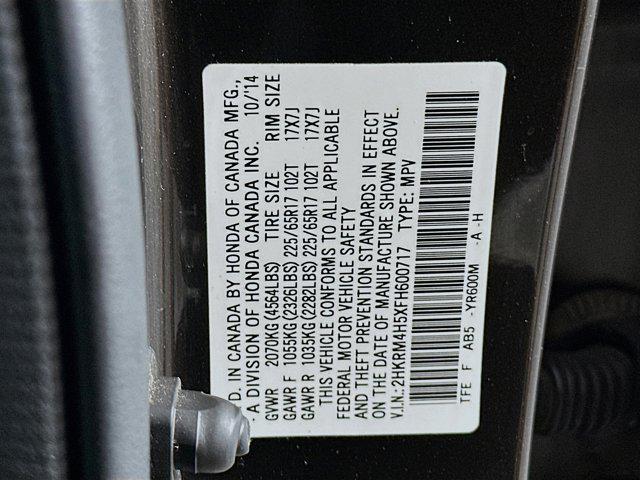 D. IN CANADA BY HONDA OF CANADA MFG.,
A DIVISION OF HONDA CANADA INC. 10/'14
GVWR 2070KG (4564LBS) TIRE SIZE RIM SIZE
GAWR F 1055KG (2326LBS) 225/65R17 102T 17X7J
GAWR R 1035KG (2282LBS) 225/65R17 102T 17X7J
THIS VEHICLE CONFORMS TO ALL APPLICABLE
FEDERAL MOTOR VEHICLE SAFETY
AND THEFT PREVENTION STANDARDS IN EFFECT
ON THE DATE OF MANUFACTURE SHOWN ABOVE.
V.I.N.: 2HKRM4H5XFH600717 TYPE: MPV
TFE F AB5 -YR600M -A -H